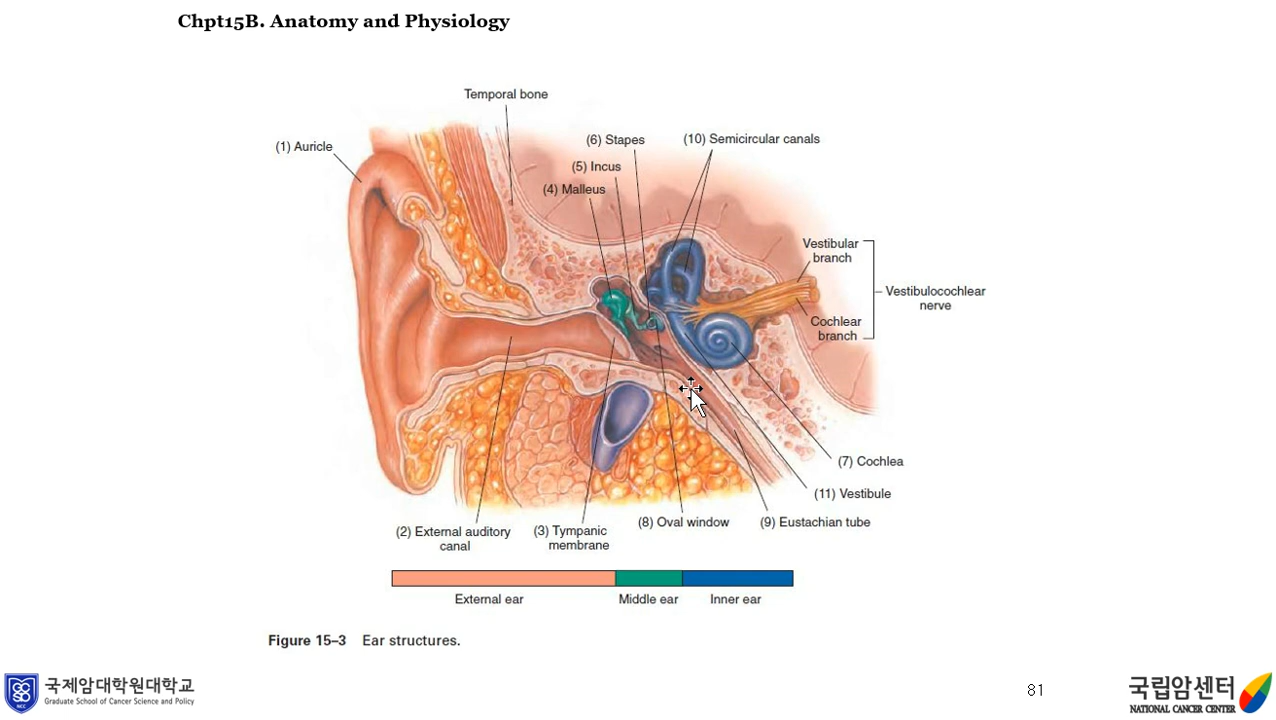 Chpt15B. Anatomy and Physiology
Temporal bone
(6) Stapes
(10) Semicircular canals
(1) Auricle
(5) Incus
(4) Malleus
Vestibular
branch
Vestibulocochlear
nerve
Cochlear
branch
(7) Cochlea
(11) Vestibule
(2) External auditory
canal
(3) Tympanic
membrane
(8) Oval window
(9) Eustachian tube
External ear
Middle ear
Inner ear
Figure 15–3 Ear structures.
NCC
국제암대학원대학교
Graduate School of Cancer Science and Policy
81
국립암센터
NATIONAL CANCER CENTER